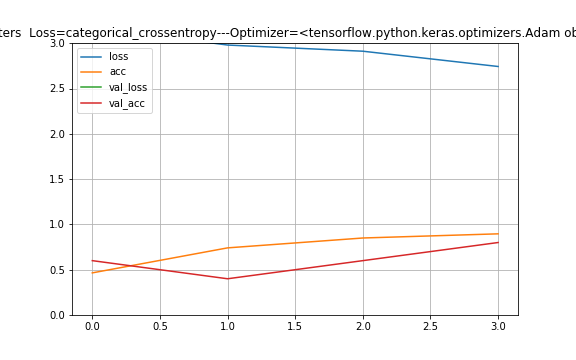 ters Loss=categorical_crossentropy---Optimizer=<tensorflow.python.keras.optimizers.Adam ob
3.0
2.5
2.0
1.5
1.0
0.5
0.0
loss
acc
val_loss
val_acc
0.0 0.5 1.0 1.5 2.0 2.5 3.0